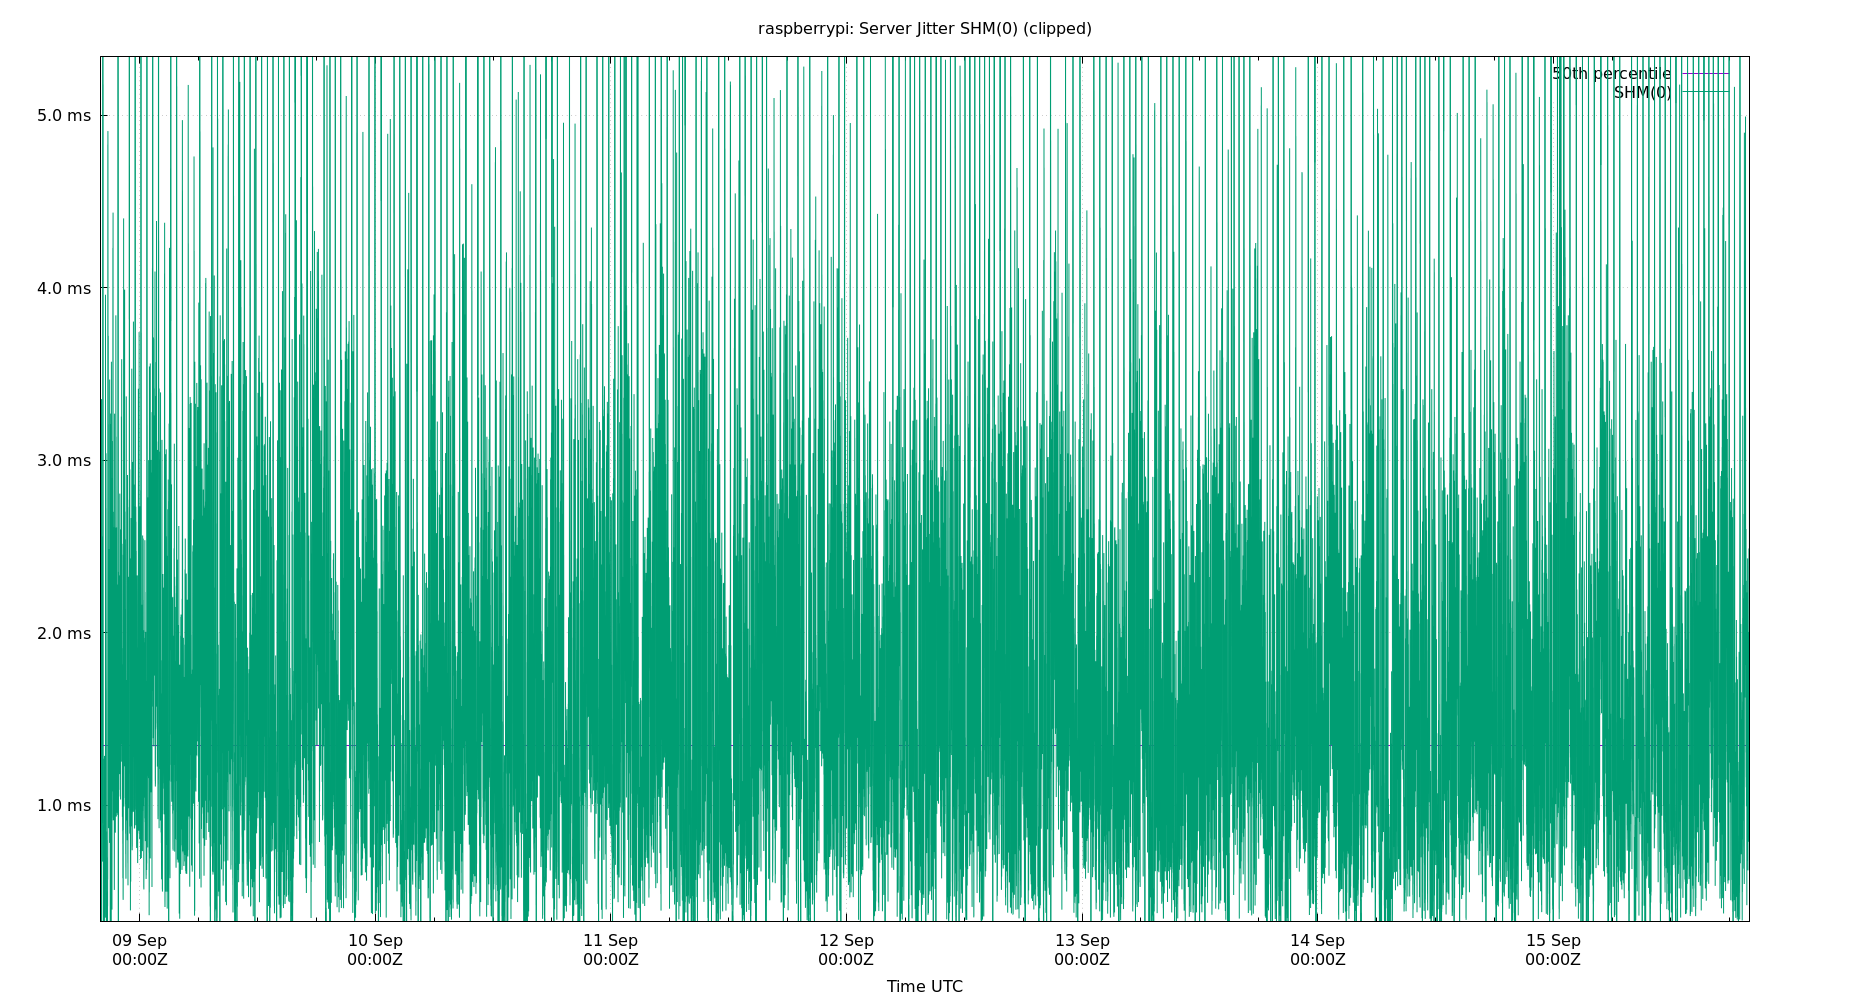 raspberrypi: Server Jitter SHM(0) (clipped)
50th percentile
SHM(0)
5.0 ms
4.0 ms
3.0 ms
2.0 ms
1.0 ms
09 Sep
00:00Z
10 Sep
00:00Z
11 Sep
00:00Z
12 Sep
00:00Z
13 Sep
00:00Z
14 Sep
00:00Z
15 Sep
00:00Z
Time UTC